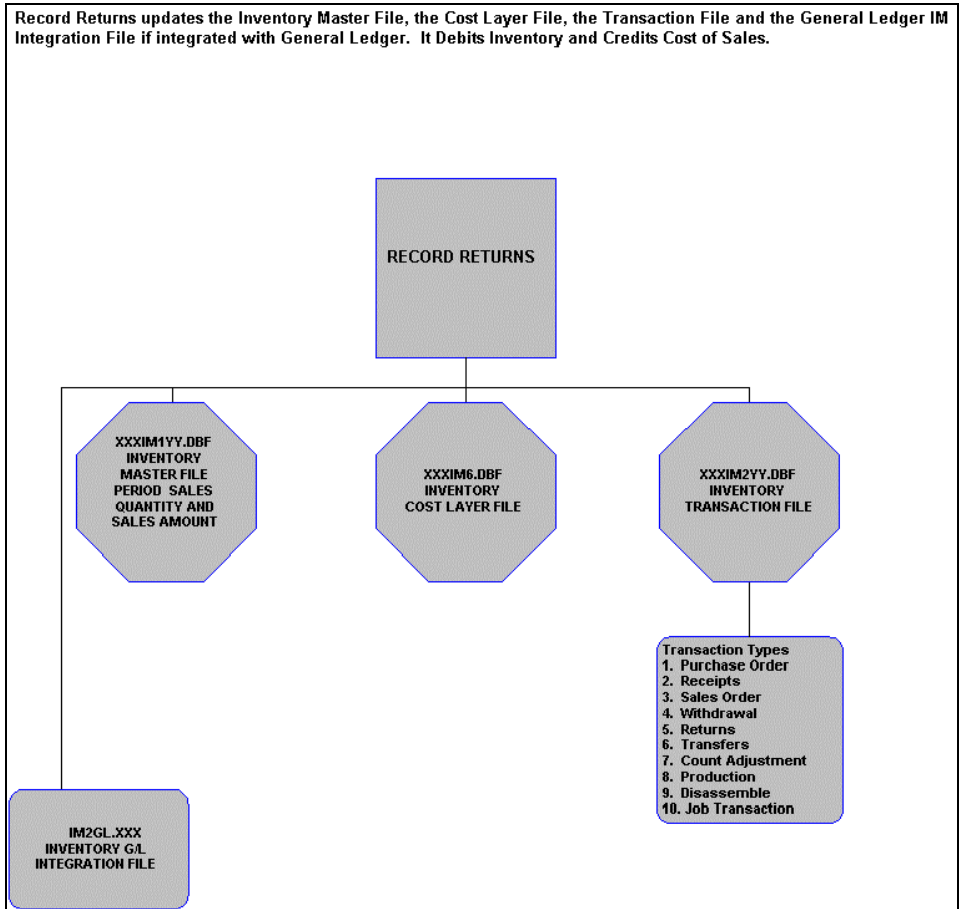 Record Returns updates the Inventory Master File, the Cost Layer File, the Transaction File and the General Ledger IM
Integration File if integrated with General Ledger.  It Debits Inventory and Credits Cost of Sales.
RECORD RETURNS
XXXIM1YY.DBF
INVENTORY
MASTER FILE
PERIOD SALES
QUANTITY AND
SALES AMOUNT
XXXIM6.DBF
INVENTORY
COST LAYER FILE
XXXIM2YY.DBF
INVENTORY
TRANSACTION FILE
Transaction Types
1. Purchase Order
2. Receipts
3. Sales Order
4. Withdrawal
5. Returns
6. Transfers
7. Count Adjustment
8. Production
9. Disassemble
10. Job Transaction
IM2GL.XXX
INVENTORY G/L
INTEGRATION FILE